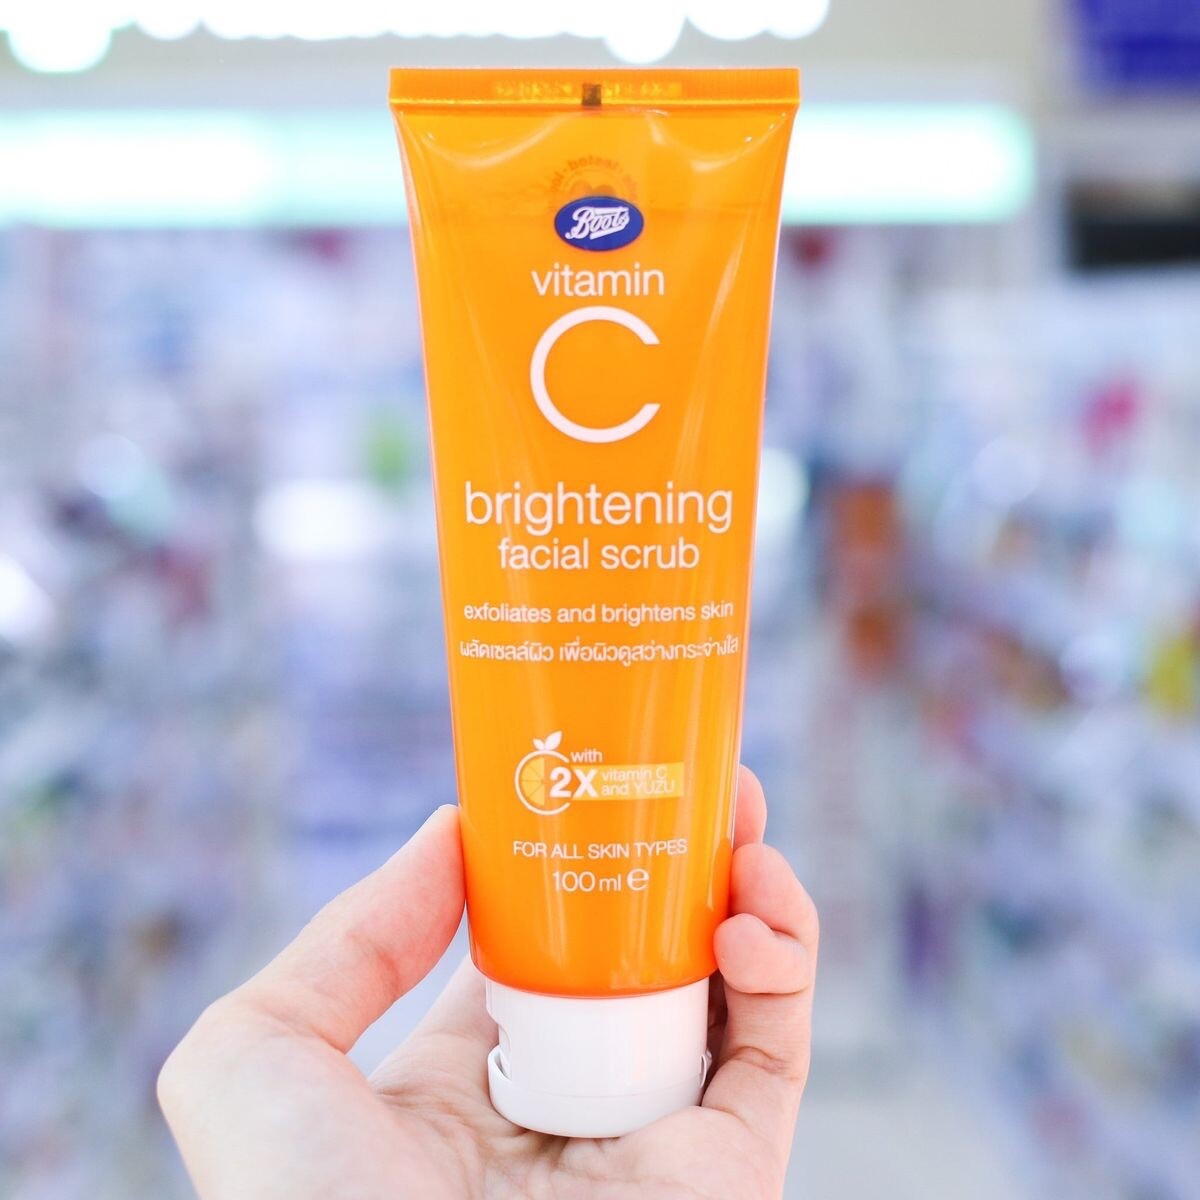 Boots
vitamin
C
brightening
facial scrub
exfoliates and brightens skin
ผลัดเซลล์ผิว เพื่อผิวดูสว่างกระจ่างใส
with
2X vitamin C
and YUZU
FOR ALL SKIN TYPES
100 ml e